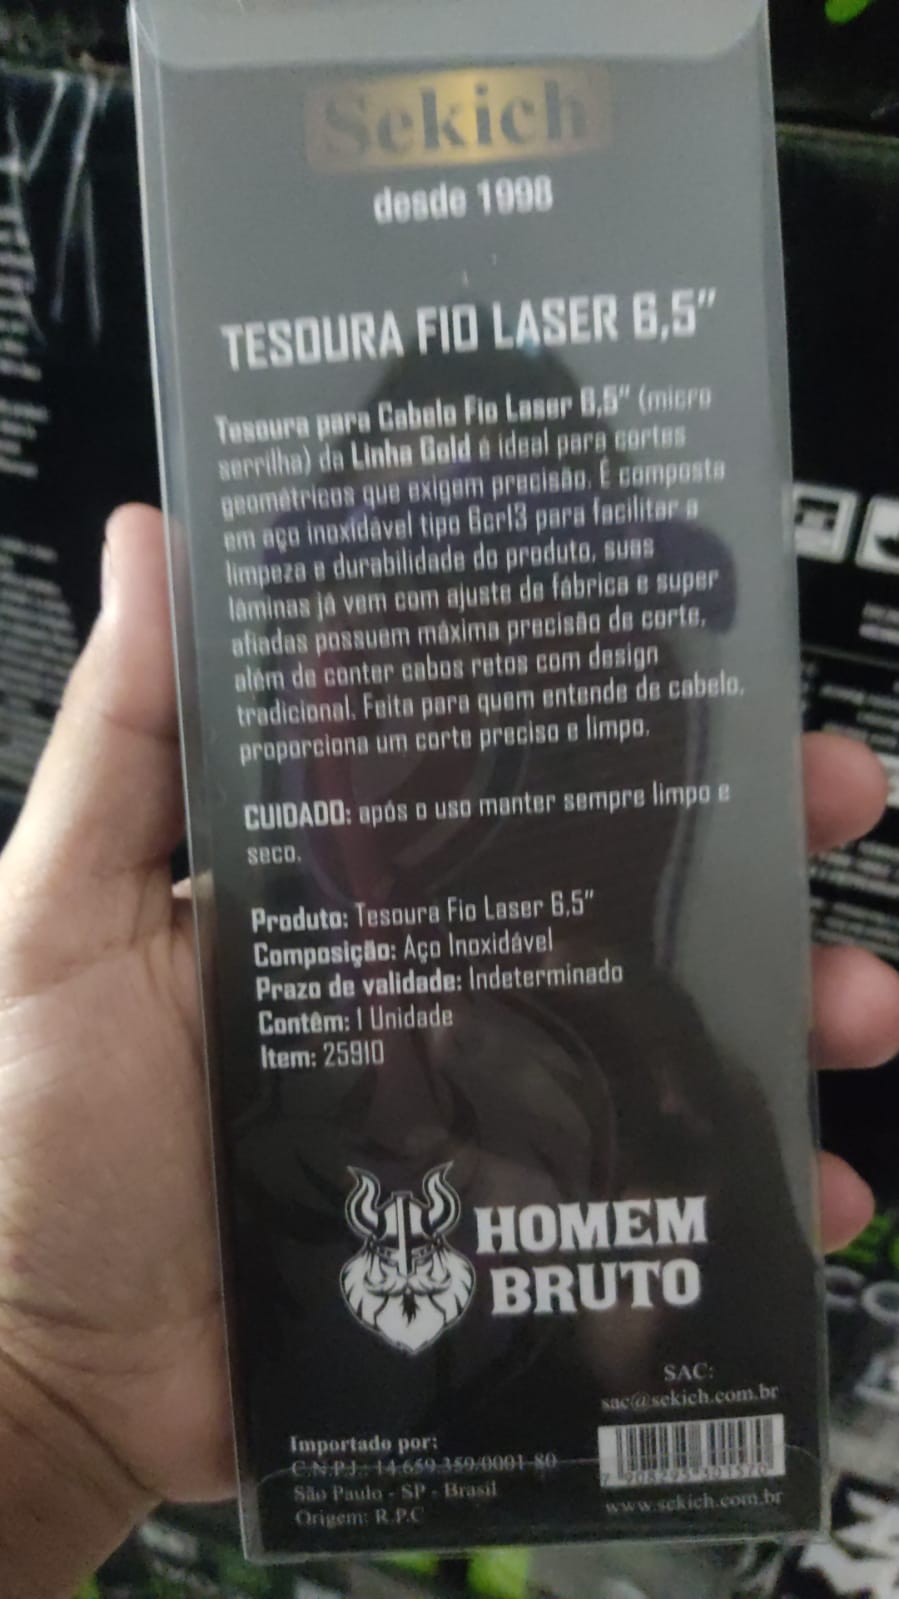 Sekich
desde 1998
TESOURA FIO LASER 6,5"
Tesoura para Cabelo Fio Laser 6,5" (micro
serrilha) da Linha Gold é ideal para cortes
geométricos que exigem precisão. É composta
em aço inoxidável tipo 6cr13 para facilitar a
limpeza e durabilidade do produto, suas
láminas já vem com ajuste de fábrica e super
afiadas possuem máxima precisão de corte,
além de conter cabos retos com design
tradicional. Feita para quem entende de cabelo,
proporciona um corte preciso e limpo.
CUIDADO: após o uso manter sempre limpo e
seco.
Produto: Tesoura Fio Laser 6,5"
Composição: Aço Inoxidável
Prazo de validade: Indeterminado
Contêm: 1 Unidade
Item: 25910
HOMEM
BRUTO
SAC:
sac@sekich.com.br
Importado por:
C.N.P.J.: 14.659.359/0001-80
São Paulo - SP - Brasil
Origem: R.P.C
7 908293 301570
www.sekich.com.br